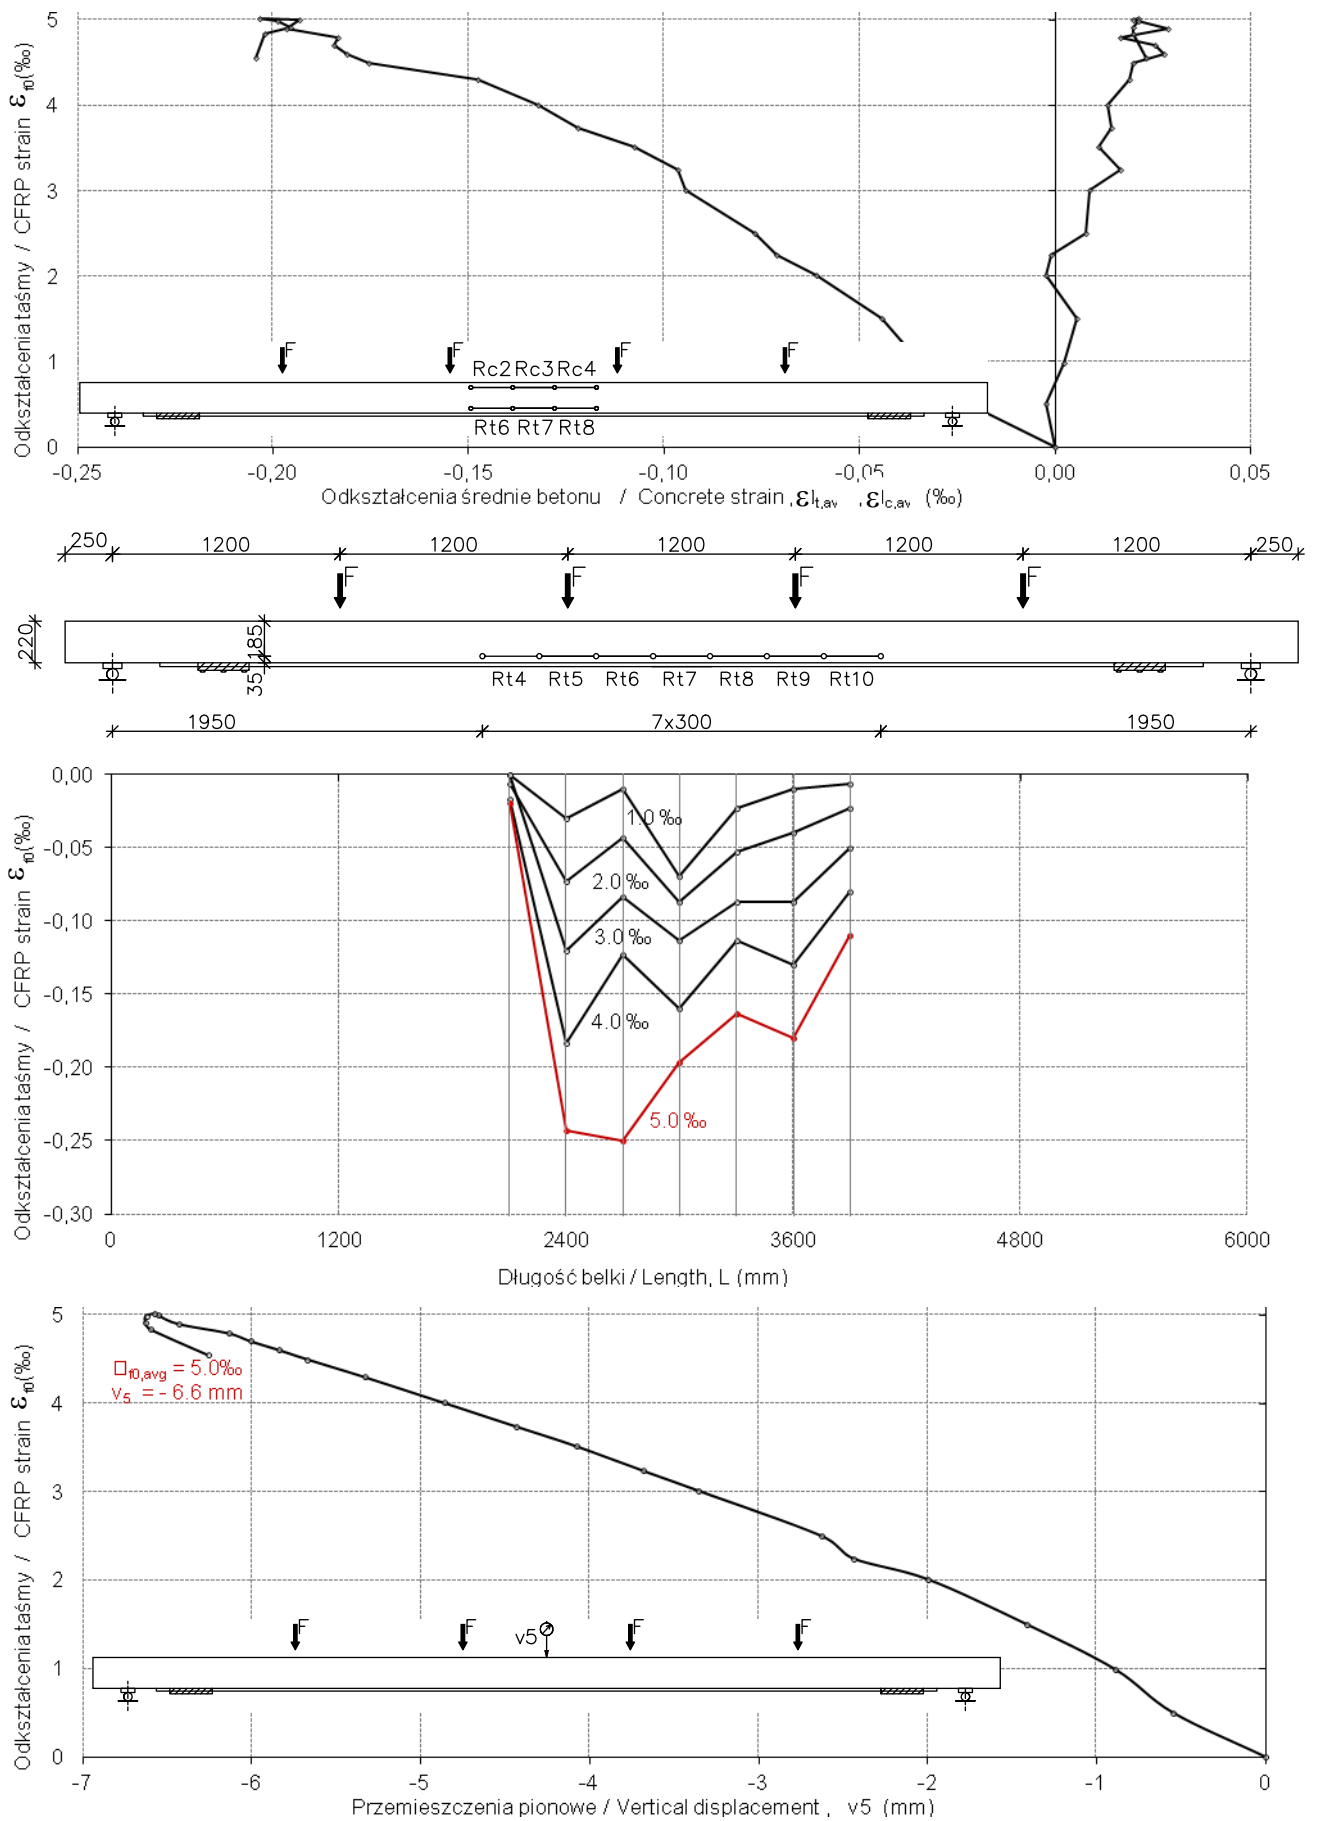 5
4
3
2
1
0
Odkształcenia taśmy / CFRP strain εf0(‰)
F F F F
Rc2 Rc3 Rc4
Rt6 Rt7 Rt8
-0,25 -0,20 -0,15 -0,10 -0,05 0,00 0,05
Odkształcenia średnie betonu / Concrete strain, εlt,av , εlc,av (‰)
250 1200 1200 1200 1200 1200 250
F F F F
220 185 35
Rt4 Rt5 Rt6 Rt7 Rt8 Rt9 Rt10
1950 7x300 1950
0,00
-0,05
-0,10
-0,15
-0,20
-0,25
-0,30
Odkształcenia taśmy / CFRP strain εf0(‰)
1.0 ‰
2.0 ‰
3.0 ‰
4.0 ‰
5.0 ‰
0 1200 2400 3600 4800 6000
Długość belki / Length, L (mm)
5
4
3
2
1
0
Odkształcenia taśmy / CFRP strain εf0(‰)
□f0,avg = 5.0‰
v5 = - 6.6 mm
F F v5 F F
-7 -6 -5 -4 -3 -2 -1 0
Przemieszczenia pionowe / Vertical displacement , v5 (mm)